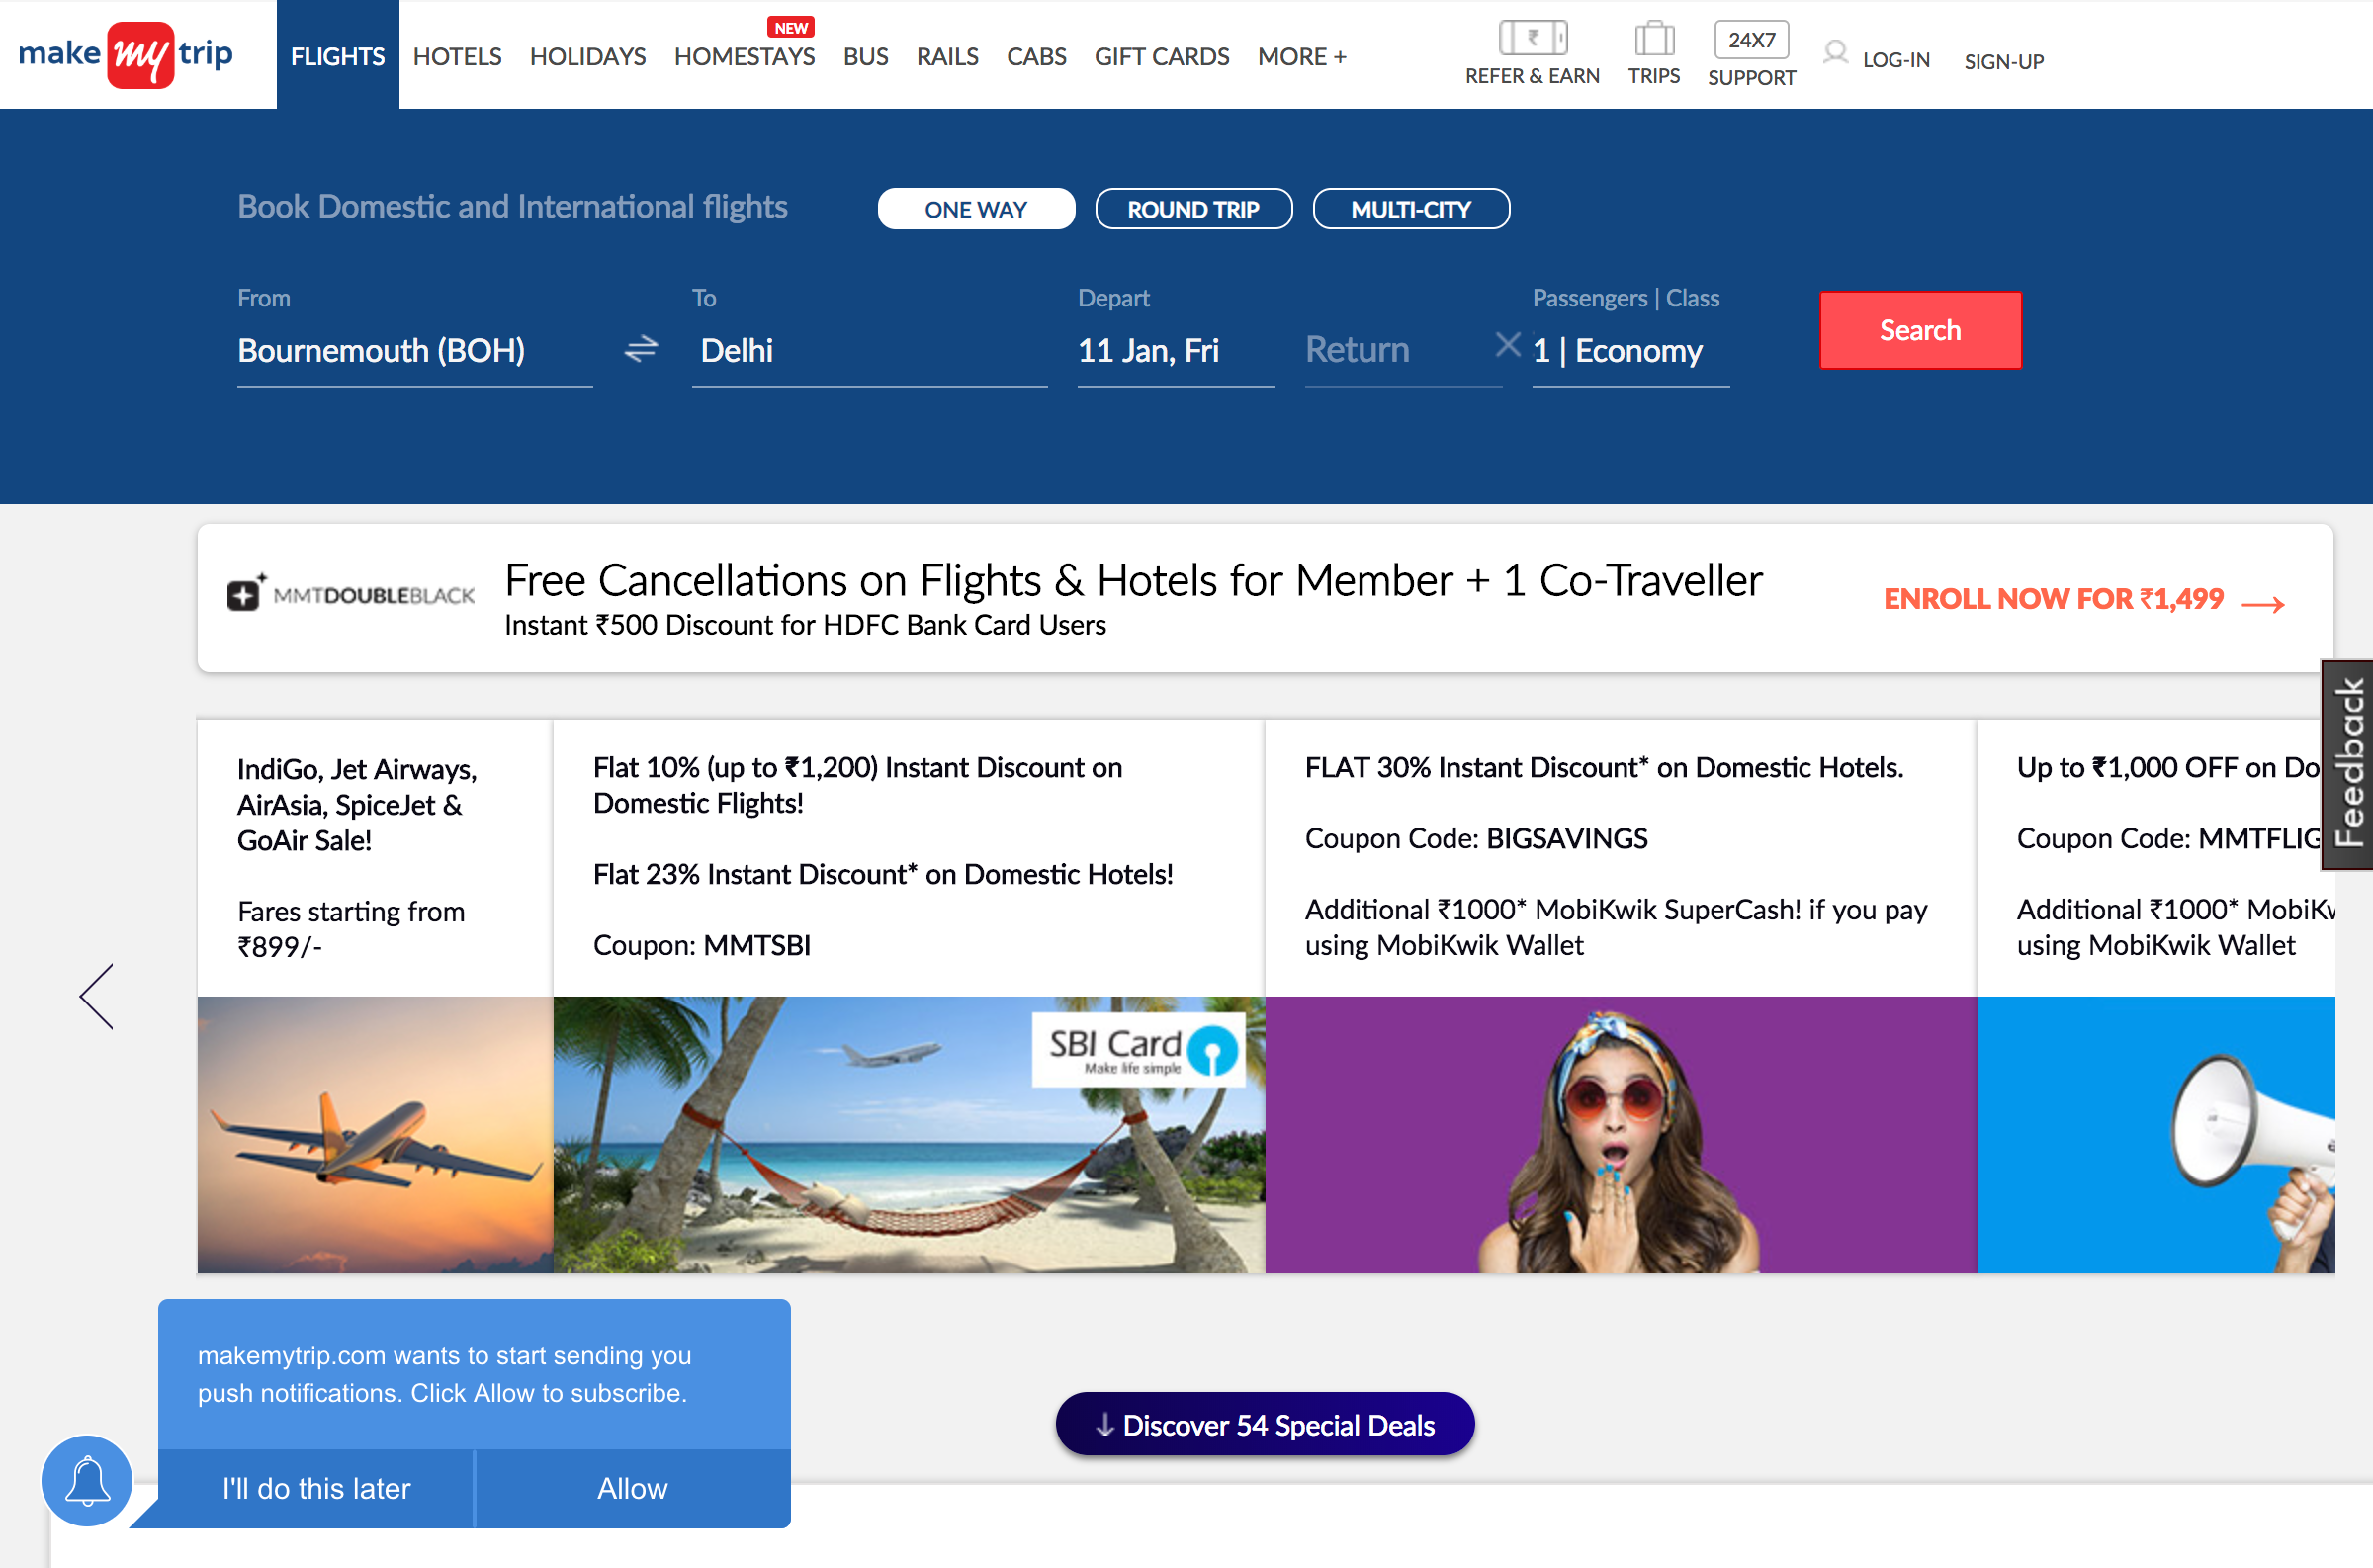 make my trip
FLIGHTS
HOTELS
HOLIDAYS
NEW
HOMESTAYS
BUS
RAILS
CABS
GIFT CARDS
MORE +
₹
REFER & EARN
TRIPS
24X7
SUPPORT
LOG-IN
SIGN-UP
Book Domestic and International flights
ONE WAY
ROUND TRIP
MULTI-CITY
From
Bournemouth (BOH)
To
Delhi
Depart
11 Jan, Fri
Return
Passengers | Class
1 | Economy
Search
MMTDOUBLEBLACK
Free Cancellations on Flights & Hotels for Member + 1 Co-Traveller
Instant ₹500 Discount for HDFC Bank Card Users
ENROLL NOW FOR ₹1,499 →
Feedback
IndiGo, Jet Airways,
AirAsia, SpiceJet &
GoAir Sale!
Fares starting from
₹899/-
Flat 10% (up to ₹1,200) Instant Discount on
Domestic Flights!
Flat 23% Instant Discount* on Domestic Hotels!
Coupon: MMTSBI
SBI Card
Make life simple
FLAT 30% Instant Discount* on Domestic Hotels.
Coupon Code: BIGSAVINGS
Additional ₹1000* MobiKwik SuperCash! if you pay
using MobiKwik Wallet
Up to ₹1,000 OFF on Do
Coupon Code: MMTFLIG
Additional ₹1000* MobiKw
using MobiKwik Wallet
makemytrip.com wants to start sending you
push notifications. Click Allow to subscribe.
I'll do this later
Allow
↓ Discover 54 Special Deals